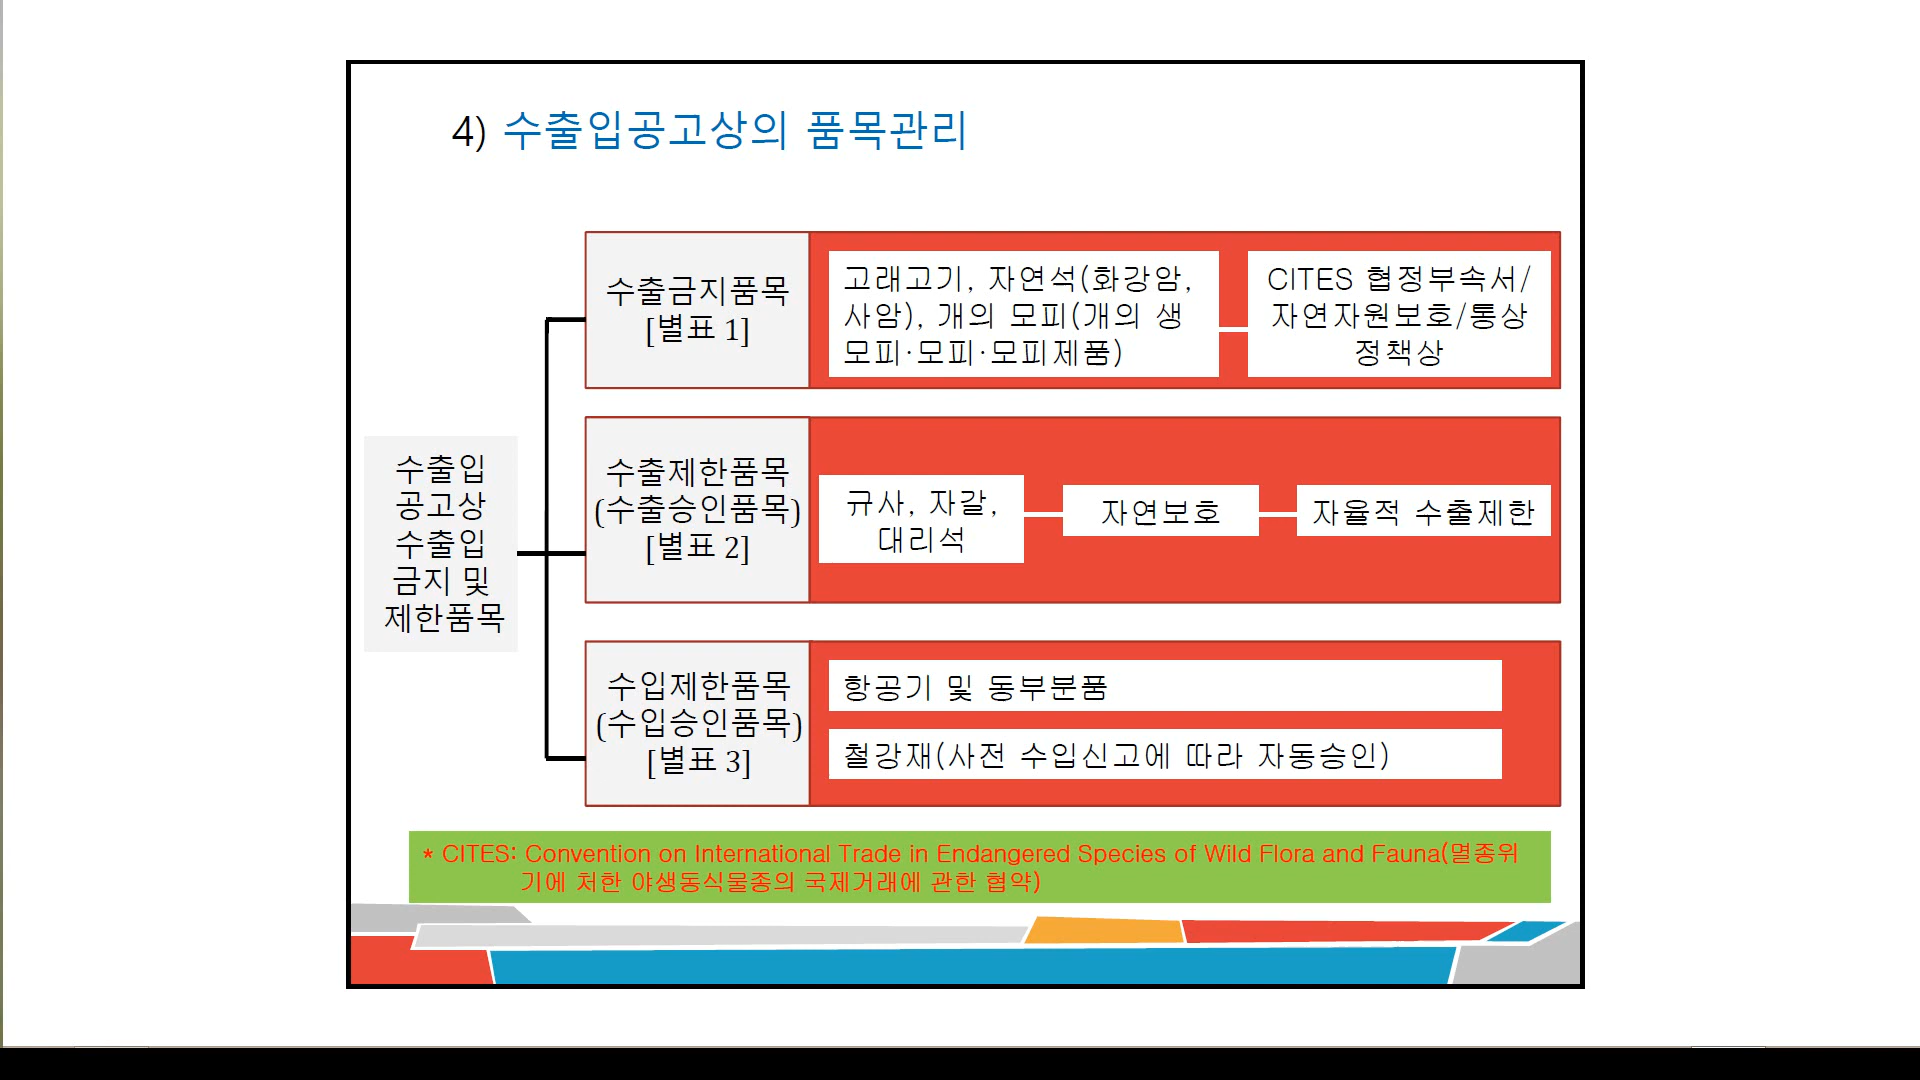 4) 수출입공고상의 품목관리
수출입
공고상
수출입
금지 및
제한품목
수출금지품목
[별표 1]
고래고기, 자연석(화강암,
사암), 개의 모피(개의 생
모피·모피·모피제품)
CITES 협정부속서/
자연자원보호/통상
정책상
수출제한품목
(수출승인품목)
[별표 2]
규사, 자갈,
대리석
자연보호
자율적 수출제한
수입제한품목
(수입승인품목)
[별표 3]
항공기 및 동부분품
철강재(사전 수입신고에 따라 자동승인)
* CITES: Convention on International Trade in Endangered Species of Wild Flora and Fauna(멸종위
기에 처한 야생동식물종의 국제거래에 관한 협약)